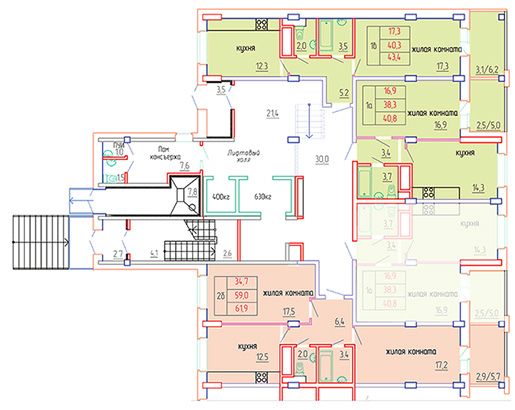 кухня
12.3
2.0
3.5
1б
17,3
40,3
43,4
жилая комната
17.3
3.1/6.2
3.5
21.4
5.2
1а
16,9
38,3
40,8
жилая комната
16.9
2.5/5.0
1.0
Пом
консьержа
7.6
Лифтовый
холл
30.0
3.4
кухня
1.5
7.8
400кг
630кг
3.7
14.3
3.7
кухня
2.7
4.1
2.6
3.4
14.3
2б
34,7
59,0
61,9
жилая комната
17.5
1а
16,9
38,3
40,8
жилая комната
16.9
2.5/5.0
6.4
кухня
12.5
2.0
3.4
жилая комната
17.2
2.9/5.7